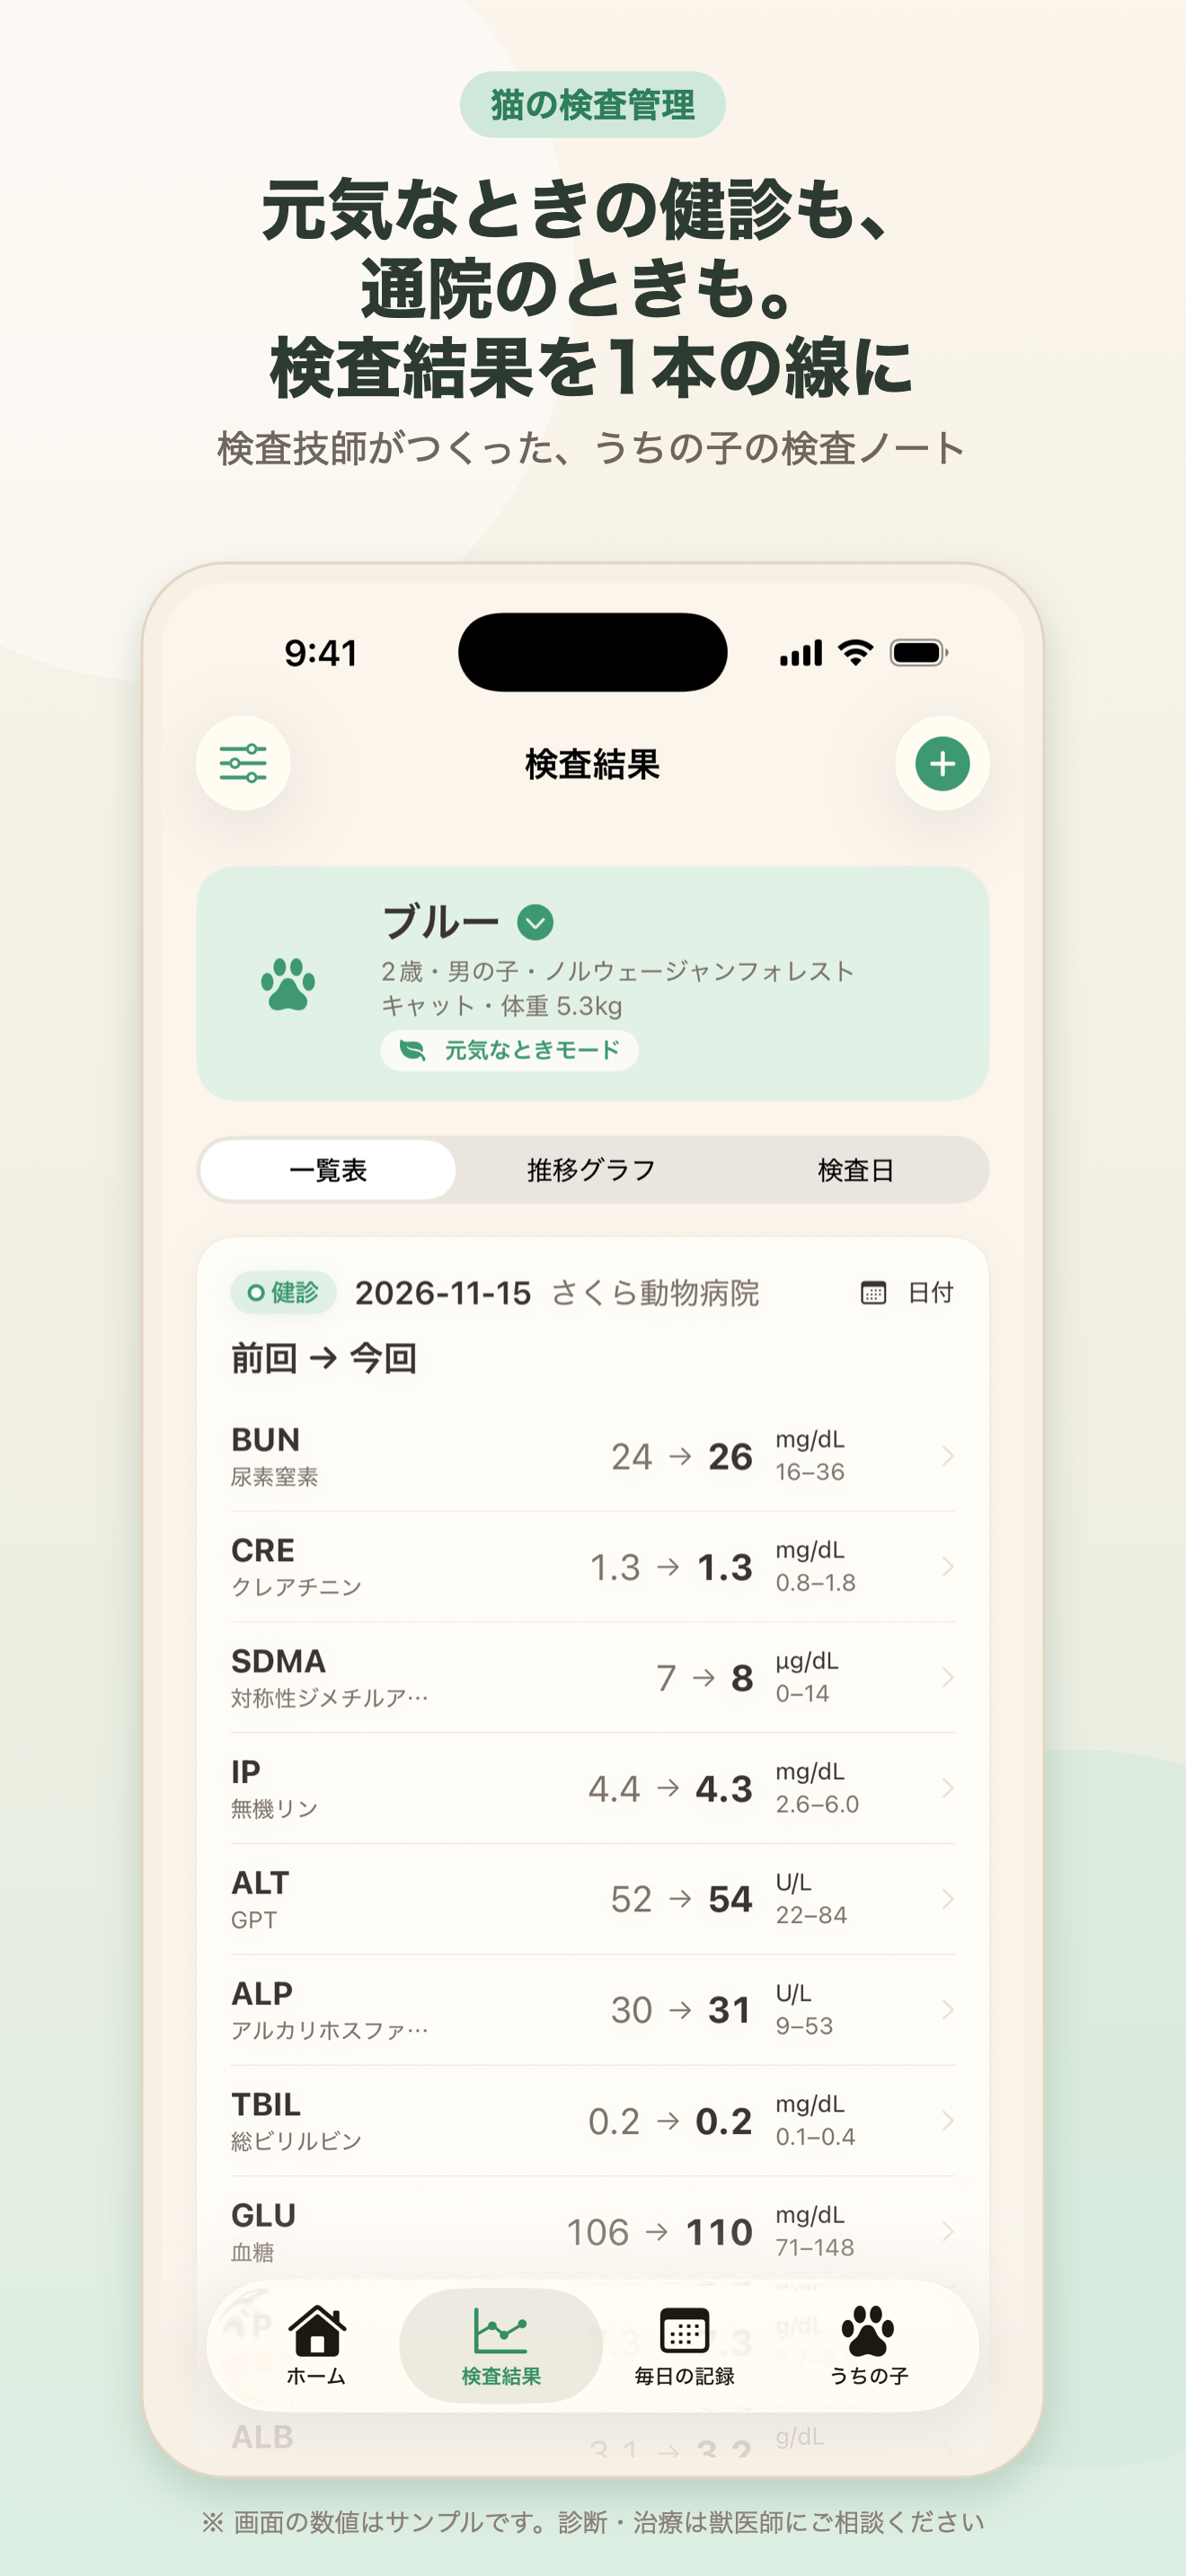 猫の検査管理
元気なときの健診も、
通院のときも。
検査結果を1本の線に
検査技師がつくった、うちの子の検査ノート
9:41
検査結果
ブルー
2歳・男の子・ノルウェージャンフォレスト
キャット・体重 5.3kg
元気なときモード
一覧表 推移グラフ 検査日
健診 2026-11-15 さくら動物病院 日付
前回 → 今回
BUN 24 → 26 mg/dL
尿素窒素 16–36
CRE 1.3 → 1.3 mg/dL
クレアチニン 0.8–1.8
SDMA 7 → 8 µg/dL
対称性ジメチルア… 0–14
IP 4.4 → 4.3 mg/dL
無機リン 2.6–6.0
ALT 52 → 54 U/L
GPT 22–84
ALP 30 → 31 U/L
アルカリホスファ… 9–53
TBIL 0.2 → 0.2 mg/dL
総ビリルビン 0.1–0.4
GLU 106 → 110 mg/dL
血糖 71–148
ホーム 検査結果 毎日の記録 うちの子
ALB 3.1 → 3.2 g/dL
※ 画面の数値はサンプルです。診断・治療は獣医師にご相談ください